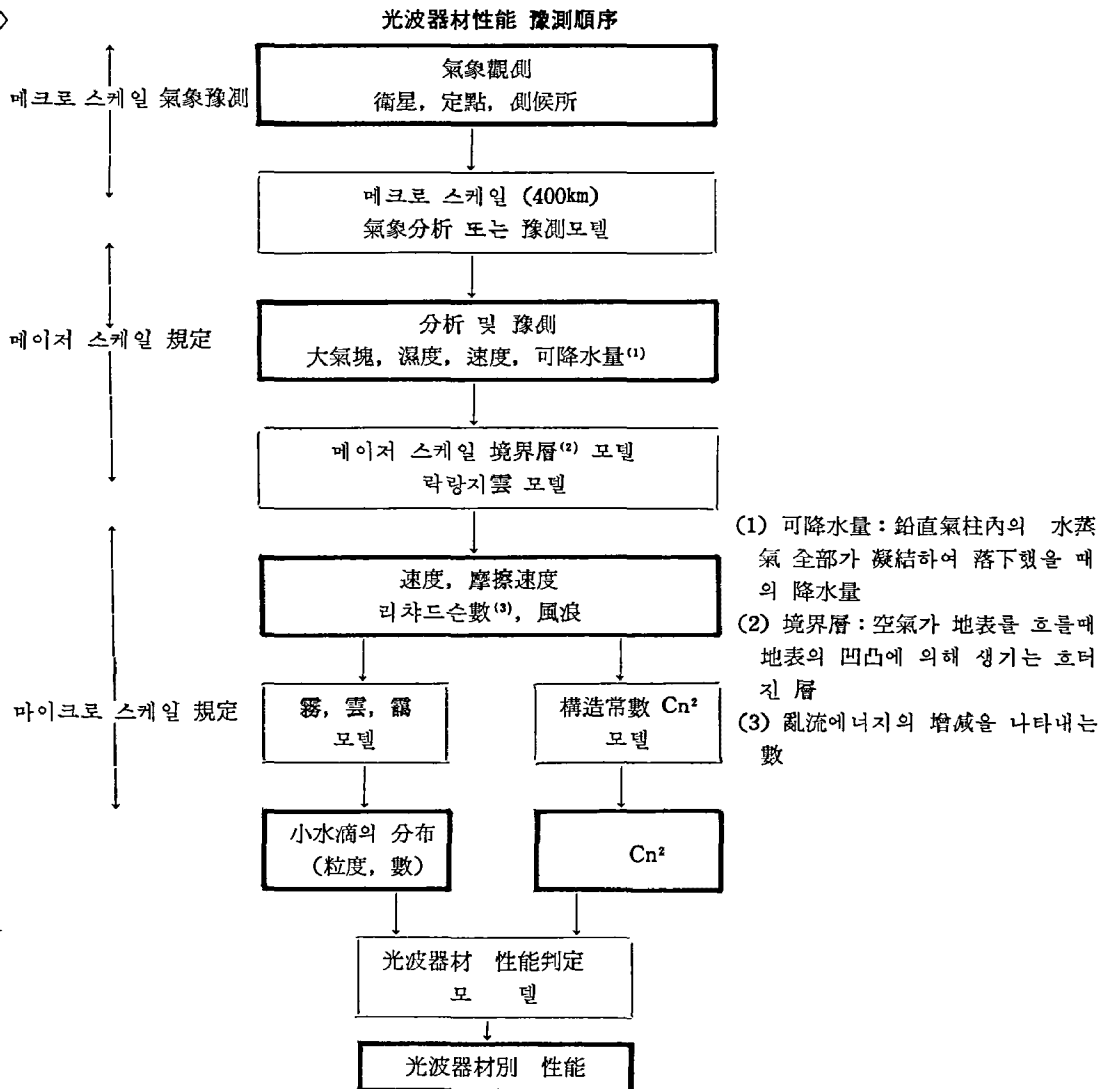 光波器材性能 豫測順序
氣象觀測
衛星, 定點, 測候所
메크로 스케일 氣象豫測
메크로 스케일 (400km)
氣象分析 또는 豫測모델
分析 및 豫測
大氣塊, 濕度, 速度, 可降水量⁽¹⁾
메이저 스케일 規定
메이저 스케일 境界層⁽²⁾ 모델
락랑지雲 모델
速度, 摩擦速度
리챠드슨數⁽³⁾, 風浪
마이크로 스케일 規定
霧, 雲, 靄
모델
構造常數 Cn²
모델
小水滴의 分布
(粒度, 數)
Cn²
光波器材 性能判定
모 델
光波器材別 性能
(1) 可降水量 : 鉛直氣柱內의 水蒸
氣 全部가 凝結하여 落下했을 때
의 降水量
(2) 境界層 : 空氣가 地表를 흐를때
地表의 凹凸에 의해 생기는 흐터
진 層
(3) 亂流에너지의 增減을 나타내는
數